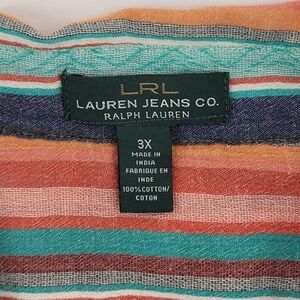 LRL
LAUREN JEANS CO.
RALPH LAUREN
3X
MADE IN
INDIA
FABRIQUE EN
INDE
100%COTTON/
COTON